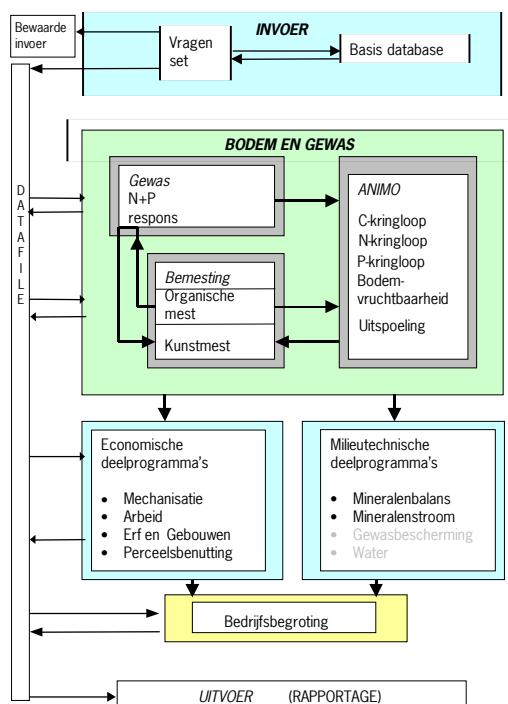 Bewaarde
invoer
INVOER
Vragen
set
Basis database
BODEM EN GEWAS
DATAFILE
Gewas
N+P
respons
ANIMO
C-kringloop
N-kringloop
P-kringloop
Bodem-
vruchtbaarheid
Uitspoeling
Bemesting
Organische
mest
Kunstmest
Economische
deelprogramma's
• Mechanisatie
• Arbeid
• Erf en Gebouwen
• Perceelsbenutting
Milieutechnische
deelprogramma's
• Mineralenbalans
• Mineralenstroom
• Gewasbescherming
• Water
Bedrijfsbegroting
UITVOER (RAPPORTAGE)